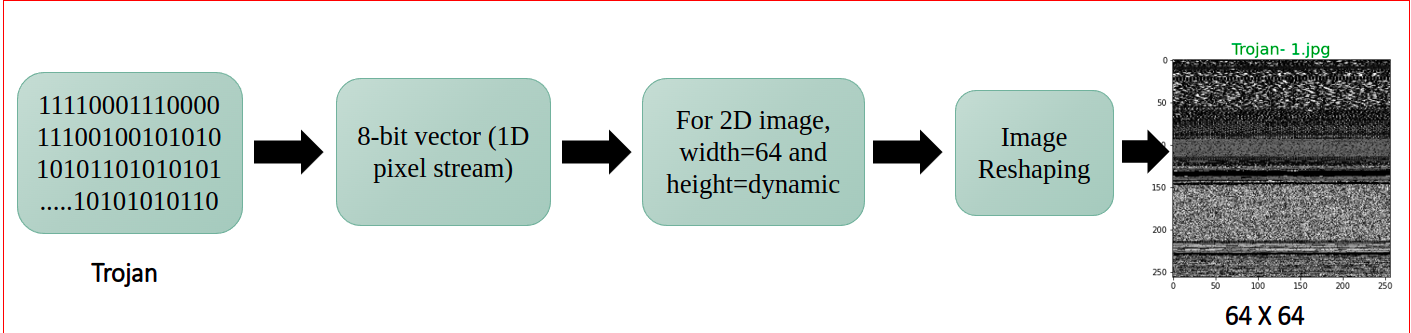 11110001110000
11100100101010
10101101010101
.....10101010110
Trojan
8-bit vector (1D
pixel stream)
For 2D image,
width=64 and
height=dynamic
Image
Reshaping
Trojan- 1.jpg
0
50
150
200
250
0
50
100
150
200
250
64 X 64